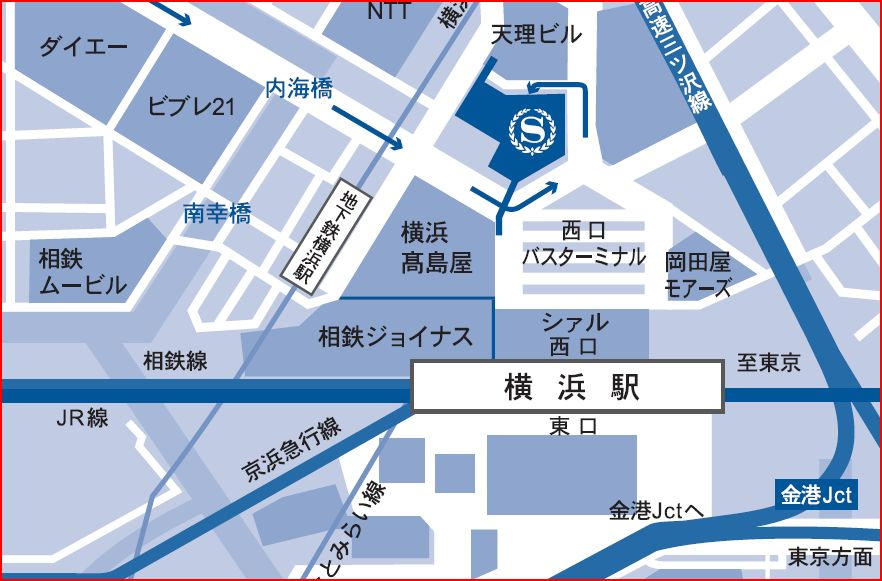 NTT
横浜
天理ビル
高速三ツ沢線
ダイエー
内海橋
ビブレ21
S
南幸橋
地下鉄横浜駅
横浜
髙島屋
西口
バスターミナル
岡田屋
モアーズ
相鉄
ムービル
相鉄ジョイナス
シァル
西口
相鉄線
至東京
横浜駅
JR線
東口
京浜急行線
とみらい線
金港Jct
金港Jctへ
東京方面